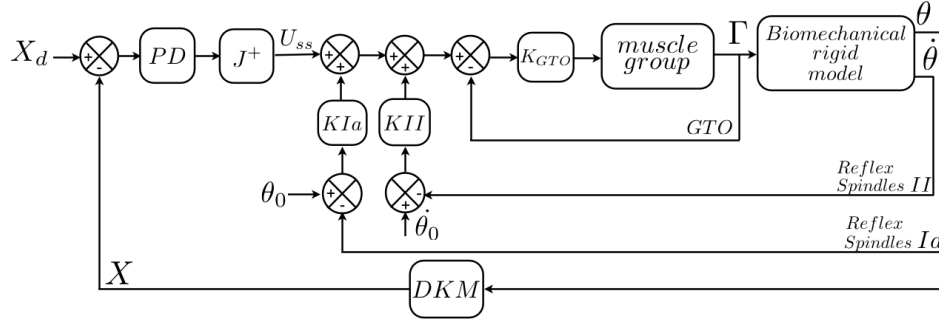 X_d
+
-
PD
J^+
U_ss
+
+
+
+
+
-
K_GTO
muscle
group
Γ
Biomechanical
rigid
model
θ
θ̇
GTO
KIa
KII
θ_0
+
-
-
+
θ̇_0
Reflex
Spindles II
Reflex
Spindles Ia
X
DKM